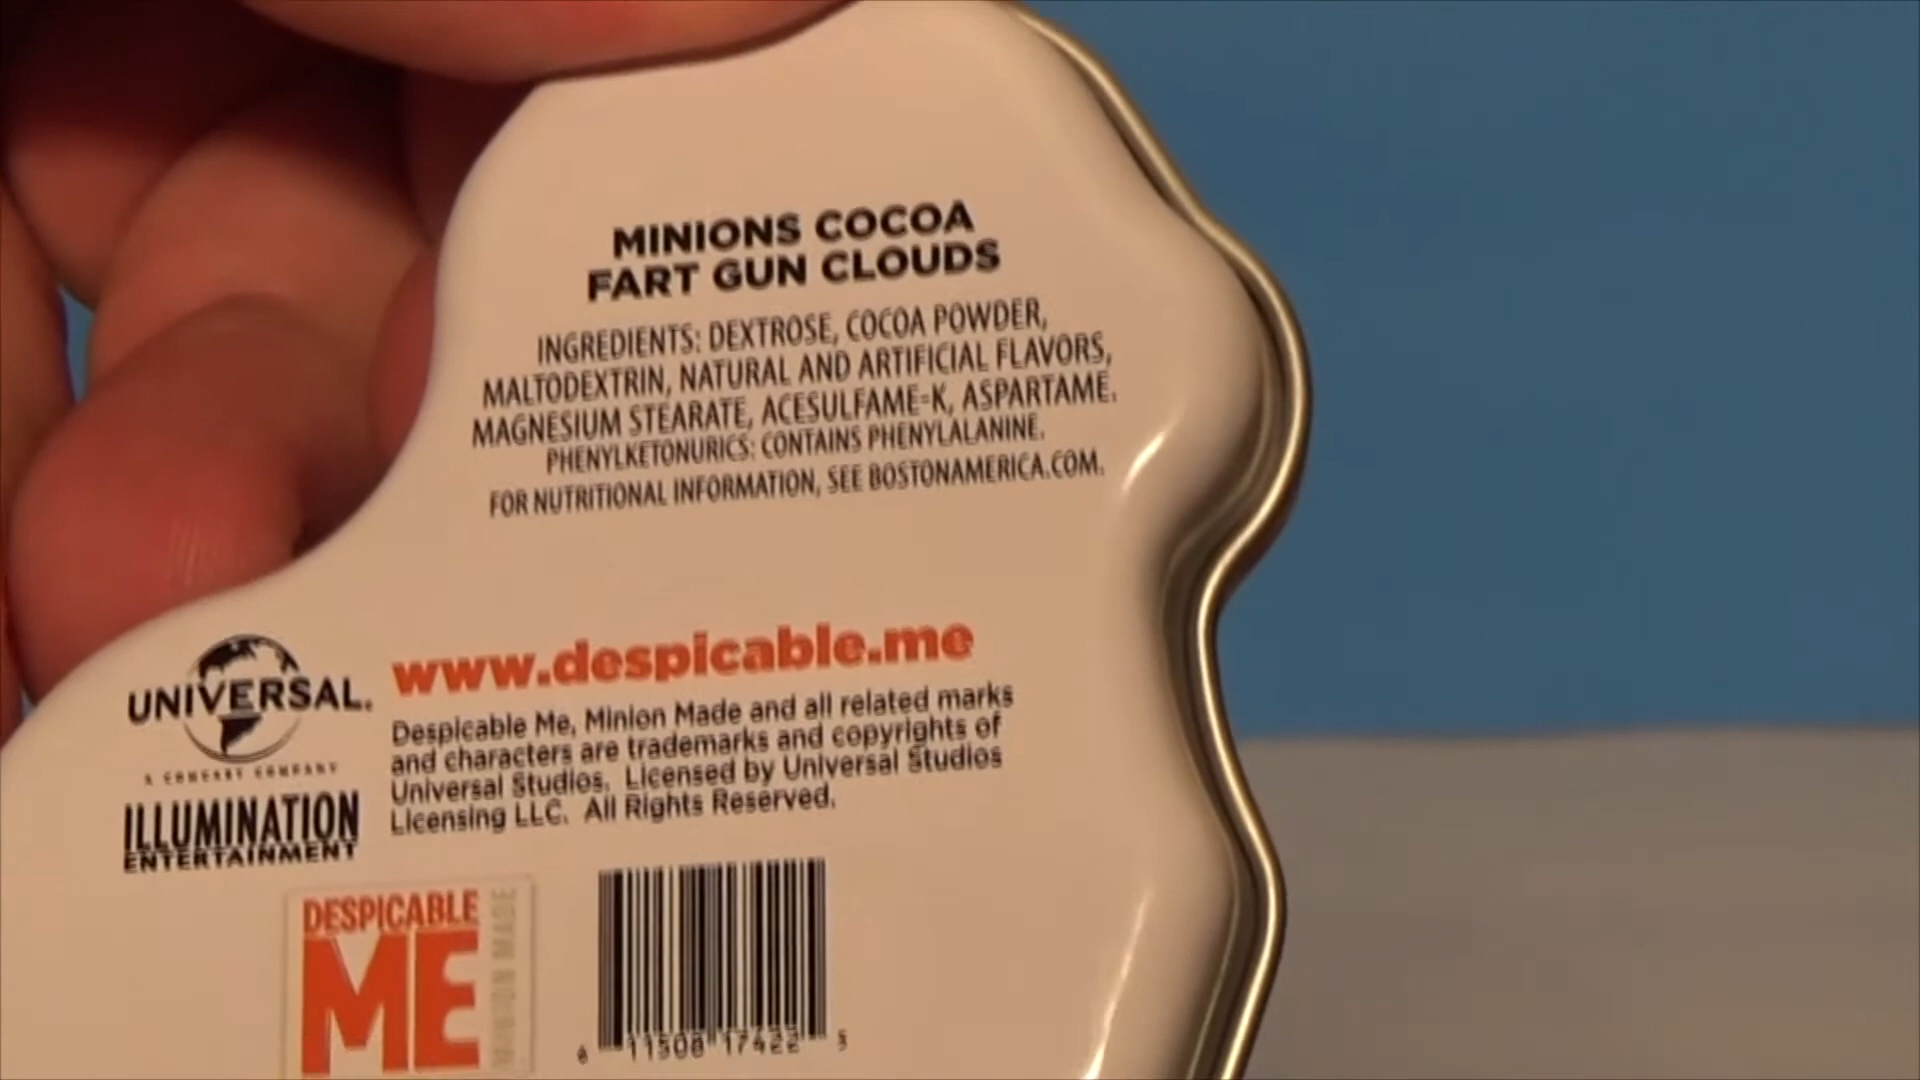 MINIONS COCOA
FART GUN CLOUDS
INGREDIENTS: DEXTROSE, COCOA POWDER,
MALTODEXTRIN, NATURAL AND ARTIFICIAL FLAVORS,
MAGNESIUM STEARATE, ACESULFAME-K, ASPARTAME.
PHENYLKETONURICS: CONTAINS PHENYLALANINE.
FOR NUTRITIONAL INFORMATION, SEE BOSTONAMERICA.COM.
UNIVERSAL
A COMCAST COMPANY
ILLUMINATION
ENTERTAINMENT
www.despicable.me
Despicable Me, Minion Made and all related marks
and characters are trademarks and copyrights of
Universal Studios. Licensed by Universal Studios
Licensing LLC. All Rights Reserved.
DESPICABLE
ME
MINION MADE
11508 17422